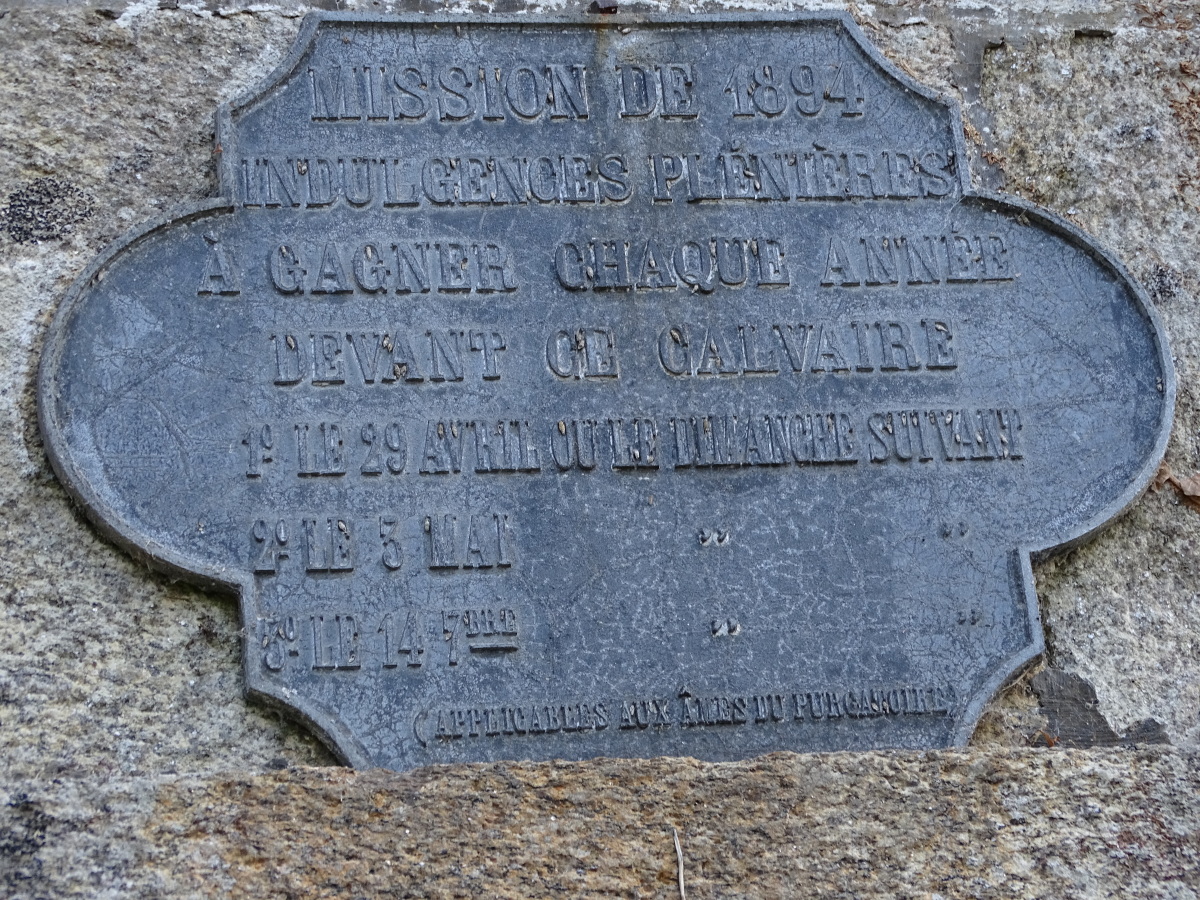 MISSION DE 1894
INDULGENCES PLÉNIÈRES
À GAGNER CHAQUE ANNÉE
DEVANT CE CALVAIRE
1º LE 29 AVRIL OU LE DIMANCHE SUIVANT
2º LE 3 MAI " "
3º LE 14 7BRE " "
(APPLICABLES AUX ÂMES DU PURGATOIRE)